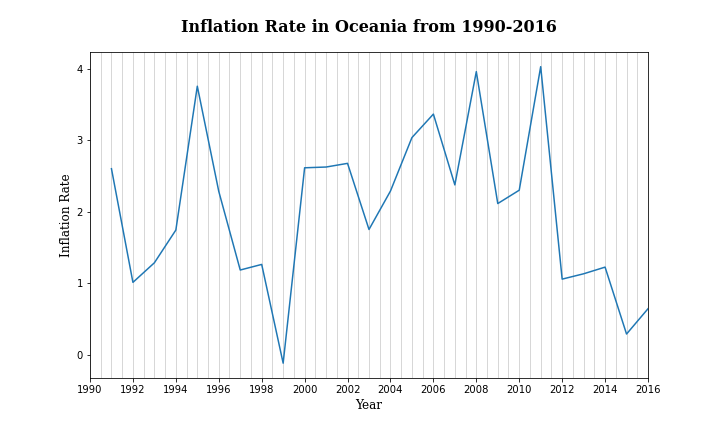 Inflation Rate in Oceania from 1990-2016
Inflation Rate
4
3
2
1
0
1990 1992 1994 1996 1998 2000 2002 2004 2006 2008 2010 2012 2014 2016
Year